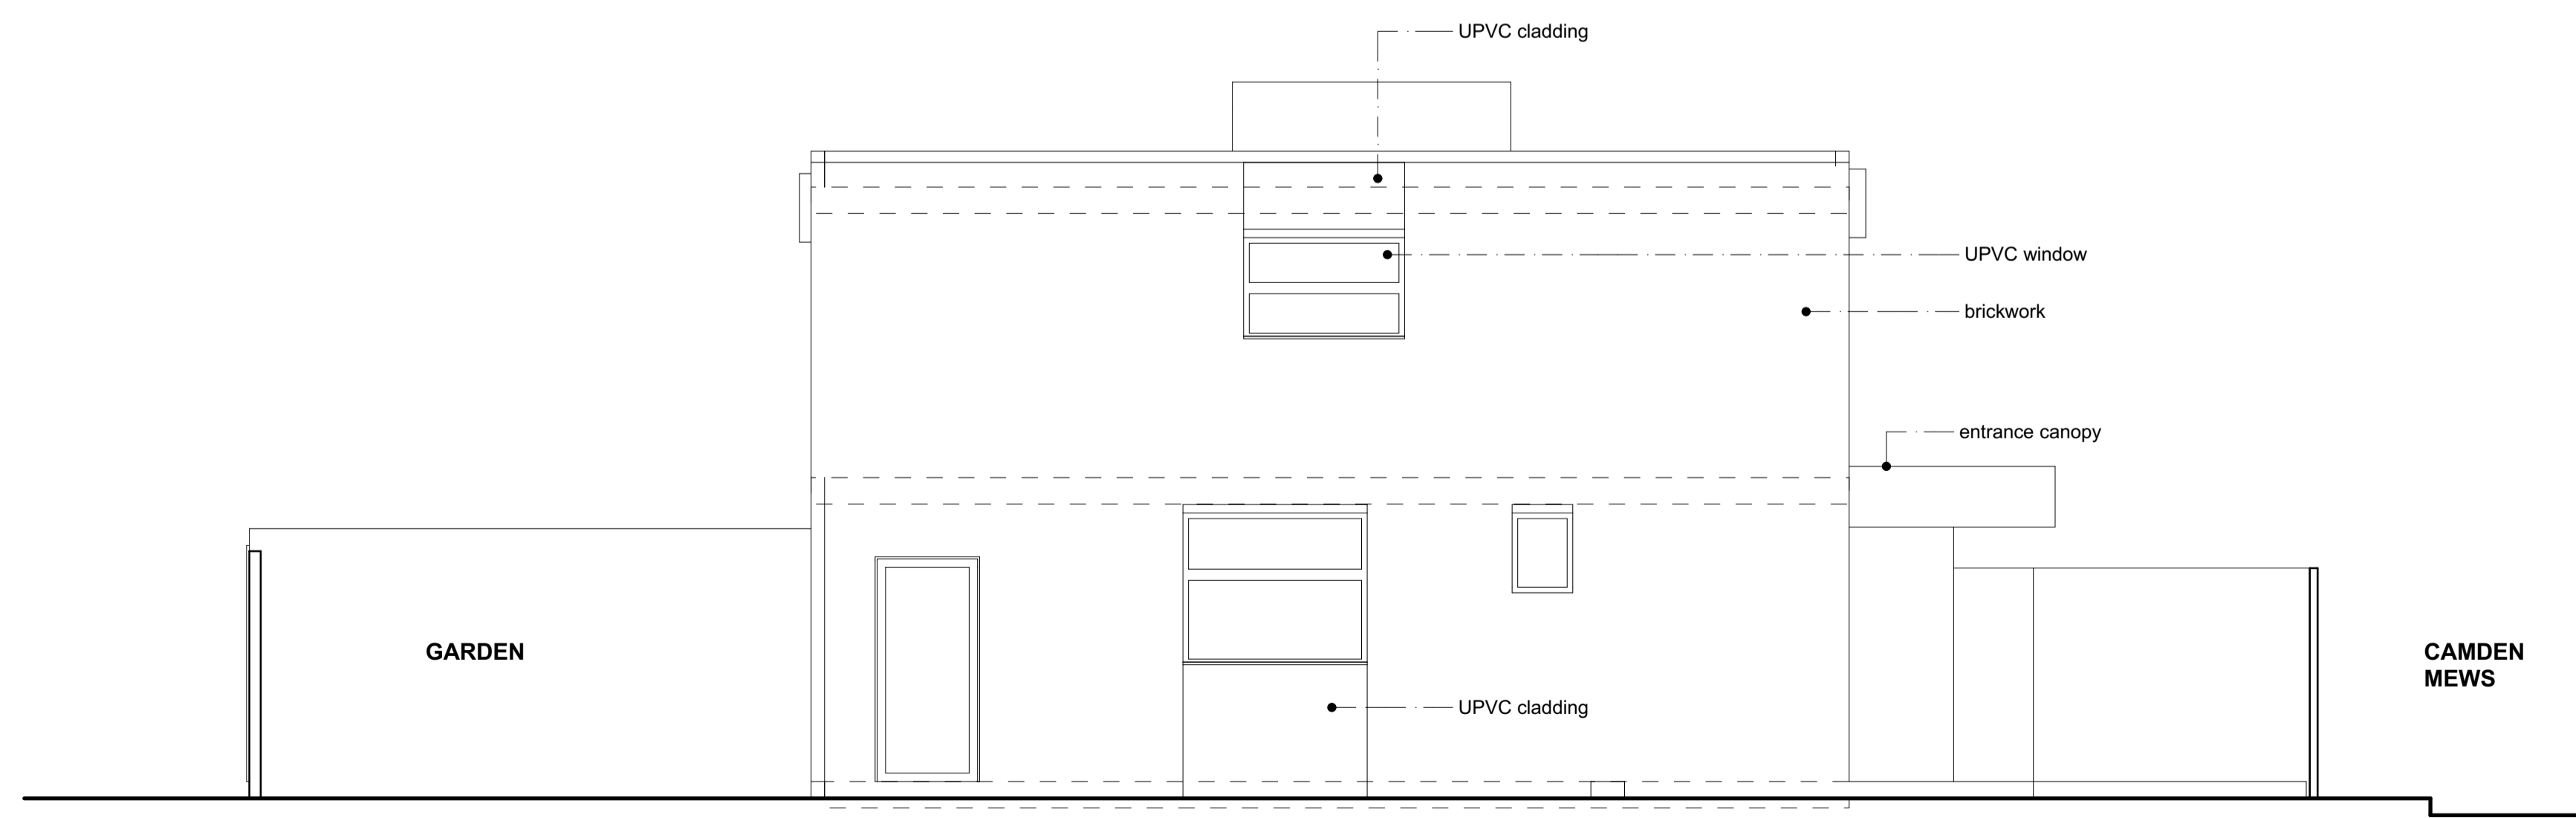 UPVC cladding
UPVC window
brickwork
entrance canopy
GARDEN
CAMDEN
MEWS
UPVC cladding